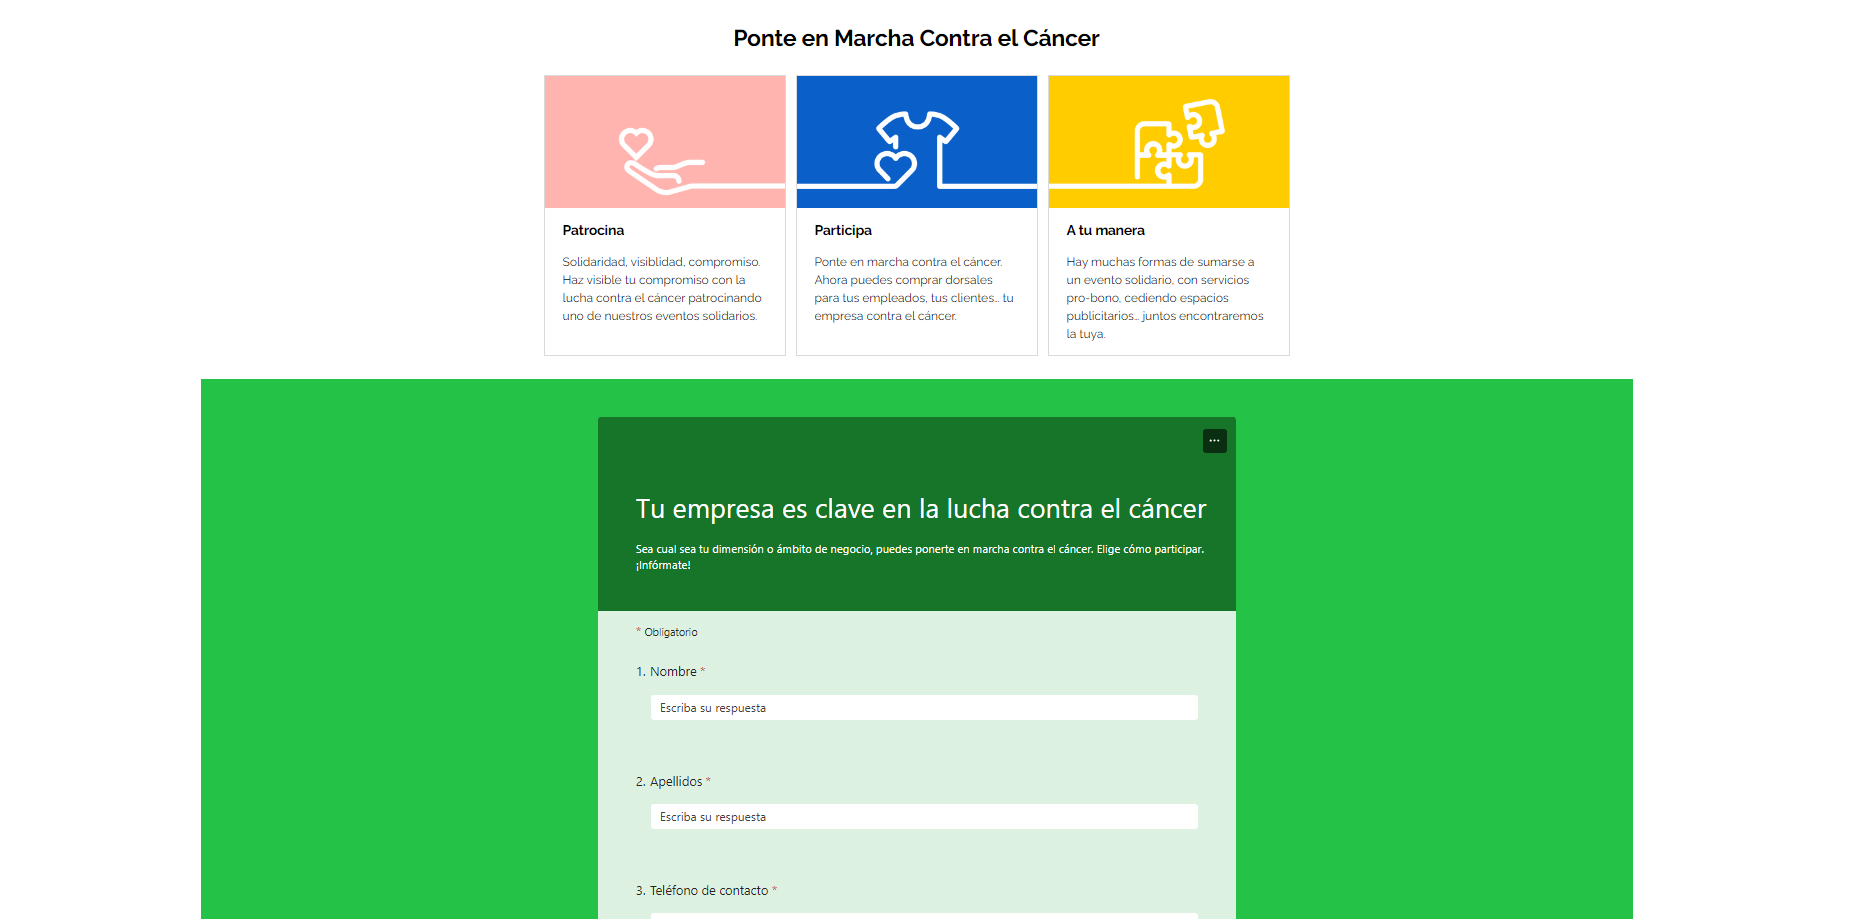 Ponte en Marcha Contra el Cáncer
Patrocina
Solidaridad, visiblidad, compromiso.
Haz visible tu compromiso con la
lucha contra el cáncer patrocinando
uno de nuestros eventos solidarios.
Participa
Ponte en marcha contra el cáncer.
Ahora puedes comprar dorsales
para tus empleados, tus clientes... tu
empresa contra el cáncer.
A tu manera
Hay muchas formas de sumarse a
un evento solidario, con servicios
pro-bono, cediendo espacios
publicitarios... juntos encontraremos
la tuya.
Tu empresa es clave en la lucha contra el cáncer
Sea cual sea tu dimensión o ámbito de negocio, puedes ponerte en marcha contra el cáncer. Elige cómo participar.
¡Infórmate!
* Obligatorio
1. Nombre *
Escriba su respuesta
2. Apellidos *
Escriba su respuesta
3. Teléfono de contacto *